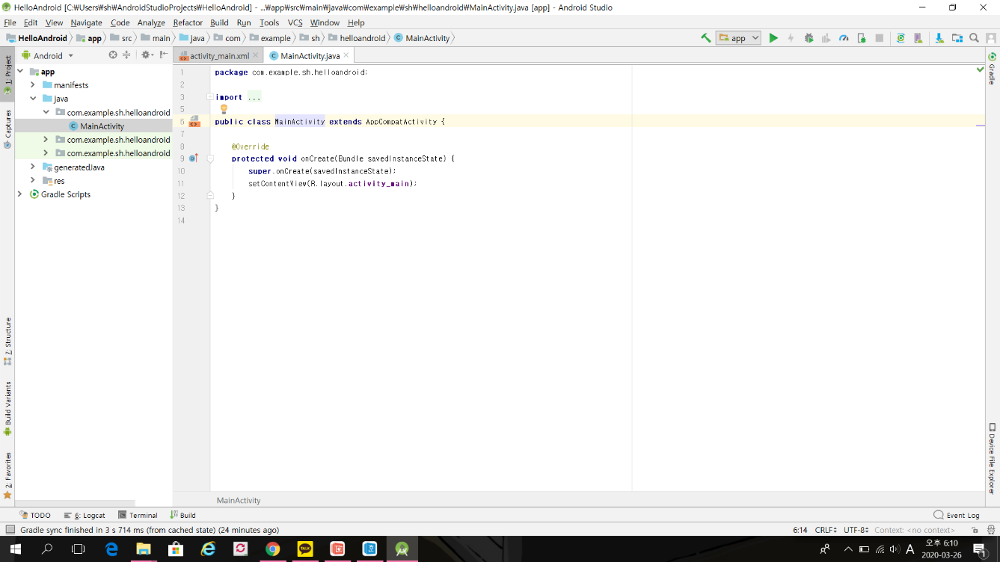 HelloAndroid [C:₩Users₩sh₩AndroidStudioProjects₩HelloAndroid] - ...₩app₩src₩main₩java₩com₩example₩sh₩helloandroid₩MainActivity.java [app] - Android Studio
File Edit View Navigate Code Analyze Refactor Build Run Tools VCS Window Help
HelloAndroid app src main java com example sh helloandroid MainActivity app
Android
activity_main.xml MainActivity.java
1: Project
Captures
7: Structure
Build Variants
2: Favorites
app
manifests
java
com.example.sh.helloandroid
MainActivity
com.example.sh.helloandroid
com.example.sh.helloandroid
generatedJava
res
Gradle Scripts
1 package com.example.sh.helloandroid;
2
3 import ...
5
6 public class MainActivity extends AppCompatActivity {
7
8 @Override
9 protected void onCreate(Bundle savedInstanceState) {
10 super.onCreate(savedInstanceState);
11 setContentView(R.layout.activity_main);
12 }
13 }
14
MainActivity
Gradle
Device File Explorer
TODO 6: Logcat Terminal Build Event Log
Gradle sync finished in 3 s 714 ms (from cached state) (24 minutes ago) 6:14 CRLF UTF-8 Context: <no context>
TALK
A
오후 6:10
2020-03-26
1